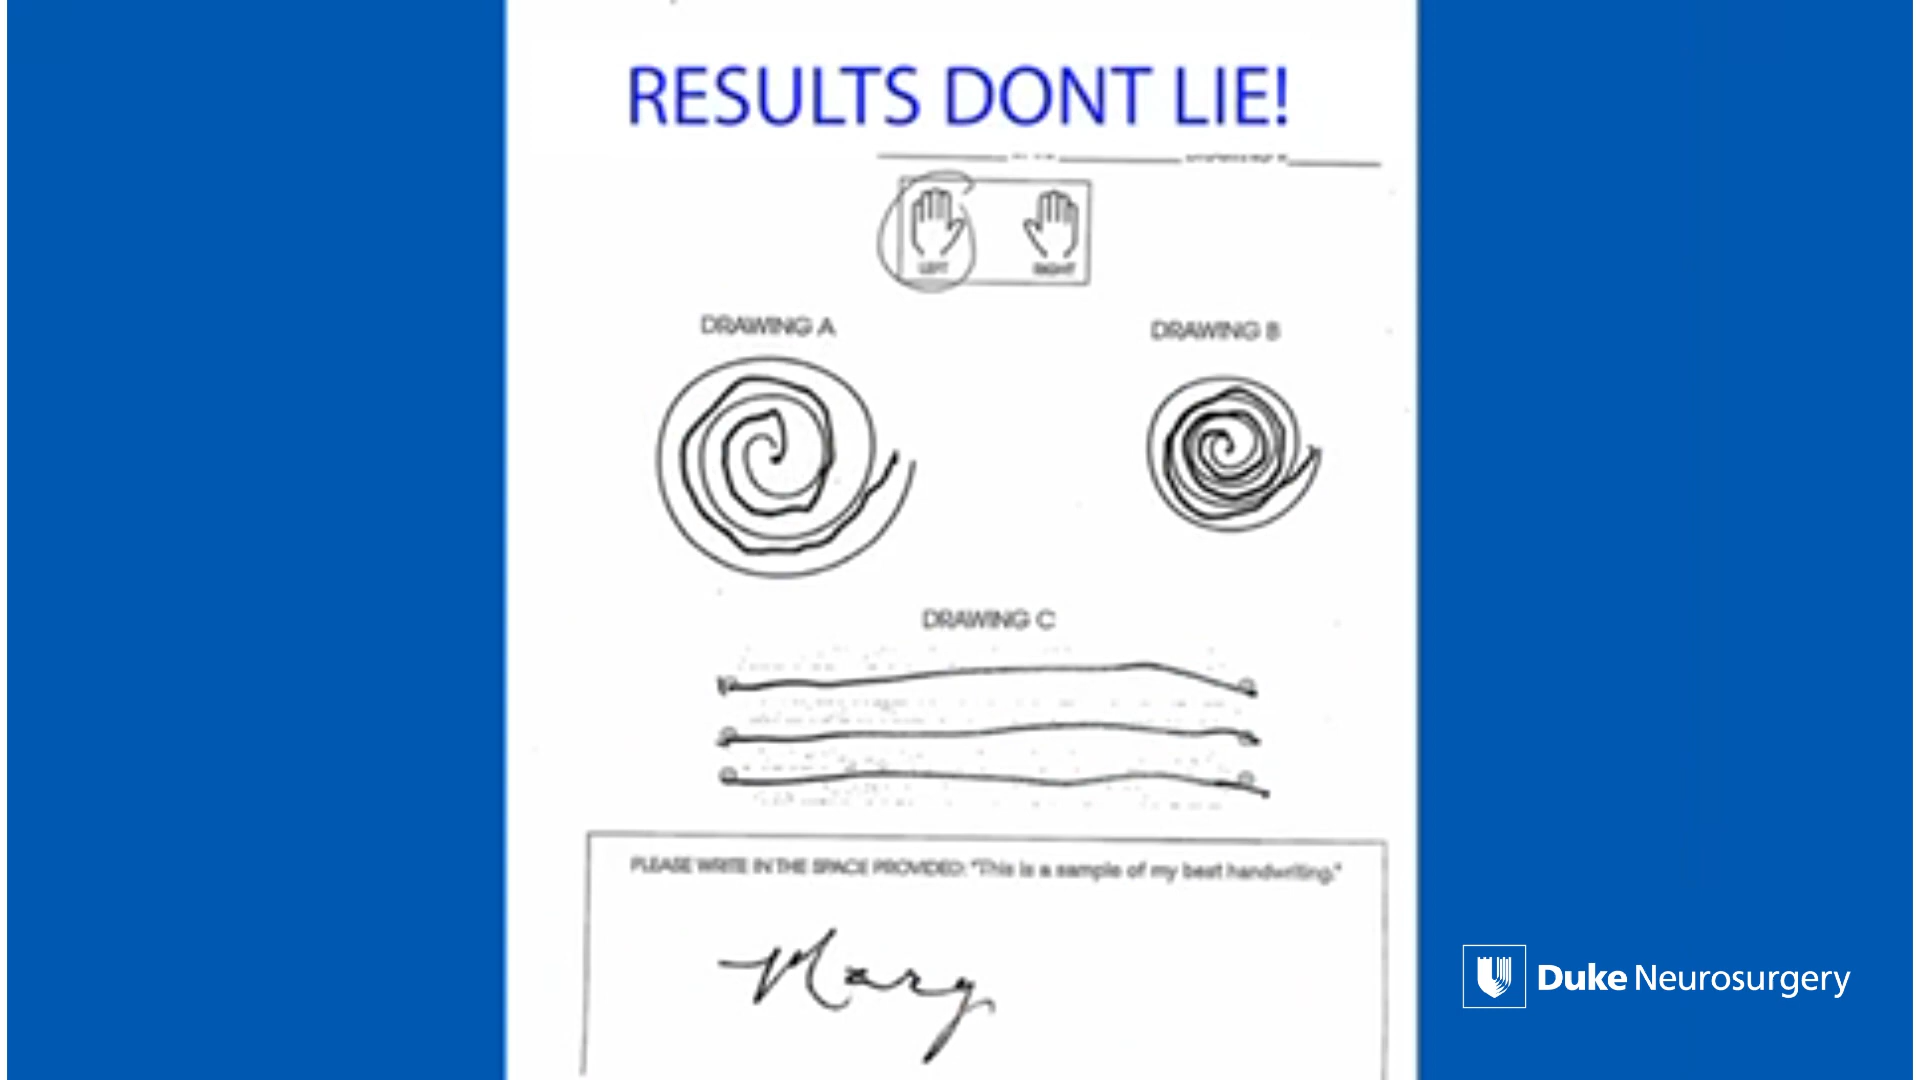 RESULTS DONT LIE!
LEFT
RIGHT
DRAWING A
DRAWING B
DRAWING C
PLEASE WRITE IN THE SPACE PROVIDED: "This is a sample of my best handwriting."
Mary
Duke Neurosurgery